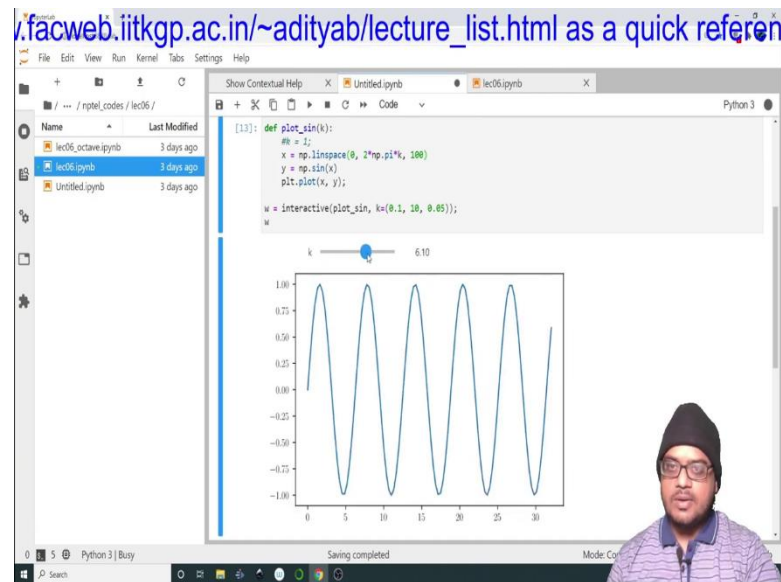 v.facweb.iitkgp.ac.in/~adityab/lecture_list.html as a quick referen
File Edit View Run Kernel Tabs Settings Help
Show Contextual Help X Untitled.ipynb lec06.ipynb X
/ ··· / nptel_codes / lec06 /
Code
Python 3
Name Last Modified
lec06_octave.ipynb 3 days ago
lec06.ipynb 3 days ago
Untitled.ipynb 3 days ago
[13]: def plot_sin(k):
#k = 1;
x = np.linspace(0, 2*np.pi*k, 100)
y = np.sin(x)
plt.plot(x, y);
w = interactive(plot_sin, k=(0.1, 10, 0.05));
w
k 6.10
1.00
0.75
0.50
0.25
0.00
−0.25
−0.50
−0.75
−1.00
0 5 10 15 20 25 30
0 5 Python 3 | Busy Saving completed Mode: Co
Search